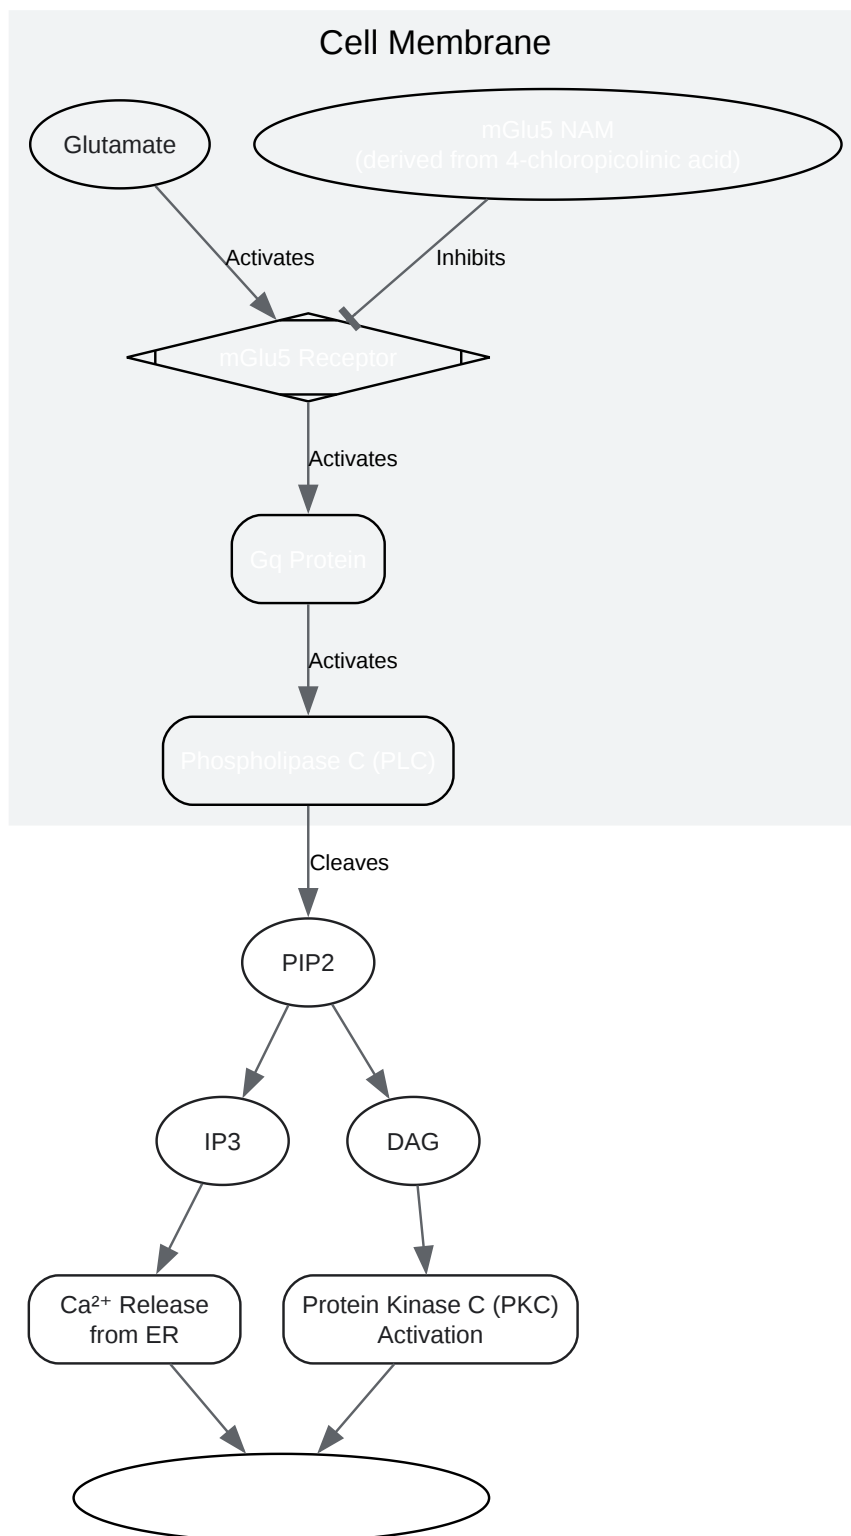 Cell Membrane
Glutamate
mGlu5 NAM
(derived from 4-chloropicolinic acid)
Activates
Inhibits
mGlu5 Receptor
Activates
Gq Protein
Activates
Phospholipase C (PLC)
Cleaves
PIP2
IP3
DAG
Ca²⁺ Release
from ER
Protein Kinase C (PKC)
Activation